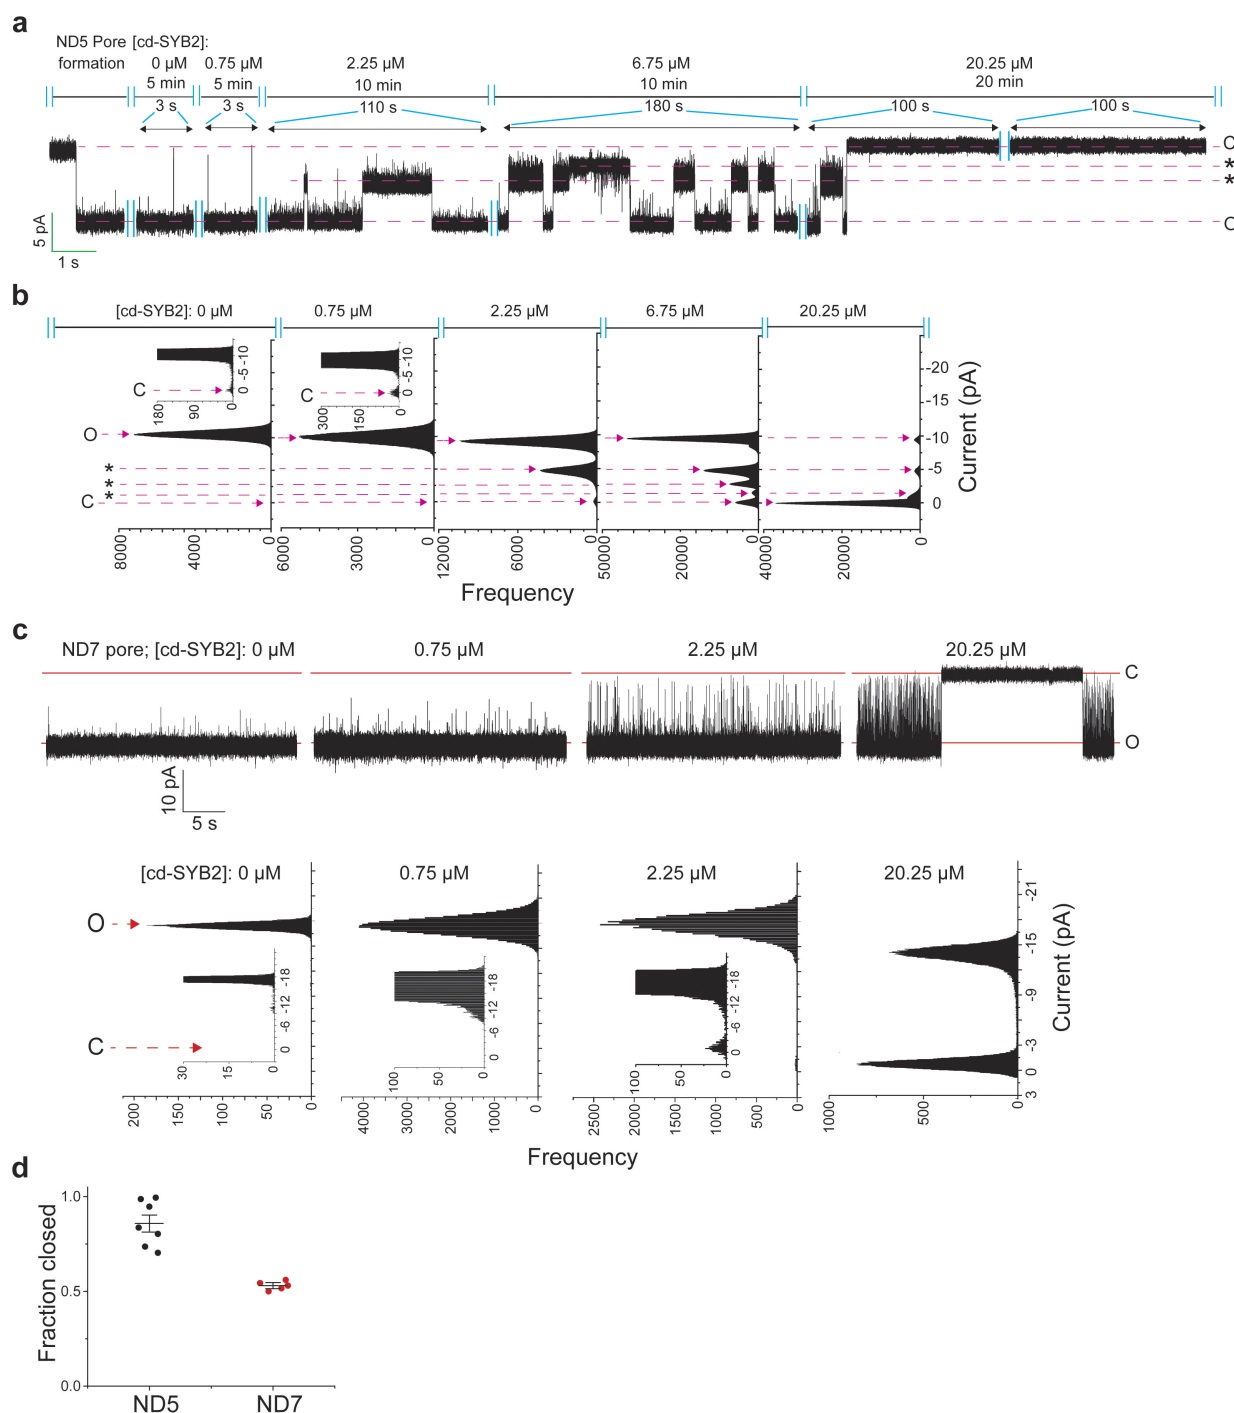 a
ND5 Pore [cd-SYB2]:
formation 0 µM 0.75 µM 2.25 µM 6.75 µM 20.25 µM
5 min 5 min 10 min 10 min 20 min
3 s 3 s 110 s 180 s 100 s 100 s
C
*
*
O
5 pA
1 s
b
[cd-SYB2]: 0 µM 0.75 µM 2.25 µM 6.75 µM 20.25 µM
-10
-5
0
C
180 90 0
-10
-5
0
C
300 150 0
O
*
*
*
C
-20
-15
-10
-5
0
Current (pA)
80000 40000 0 60000 30000 0 120000 60000 0 50000 20000 0 40000 20000 0
Frequency
c
ND7 pore; [cd-SYB2]: 0 µM 0.75 µM 2.25 µM 20.25 µM
C
O
10 pA
5 s
[cd-SYB2]: 0 µM 0.75 µM 2.25 µM 20.25 µM
O
C
-18
-12
-6
0
30 15 0
-18
-12
-6
0
100 50 0
-18
-12
-6
0
100 50 0
-21
-15
-9
-3
0
3
Current (pA)
200 150 100 50 0 4000 3000 2000 1000 0 2500 2000 1500 1000 500 0 1000 500 0
Frequency
d
Fraction closed
1.0
0.5
0.0
ND5 ND7